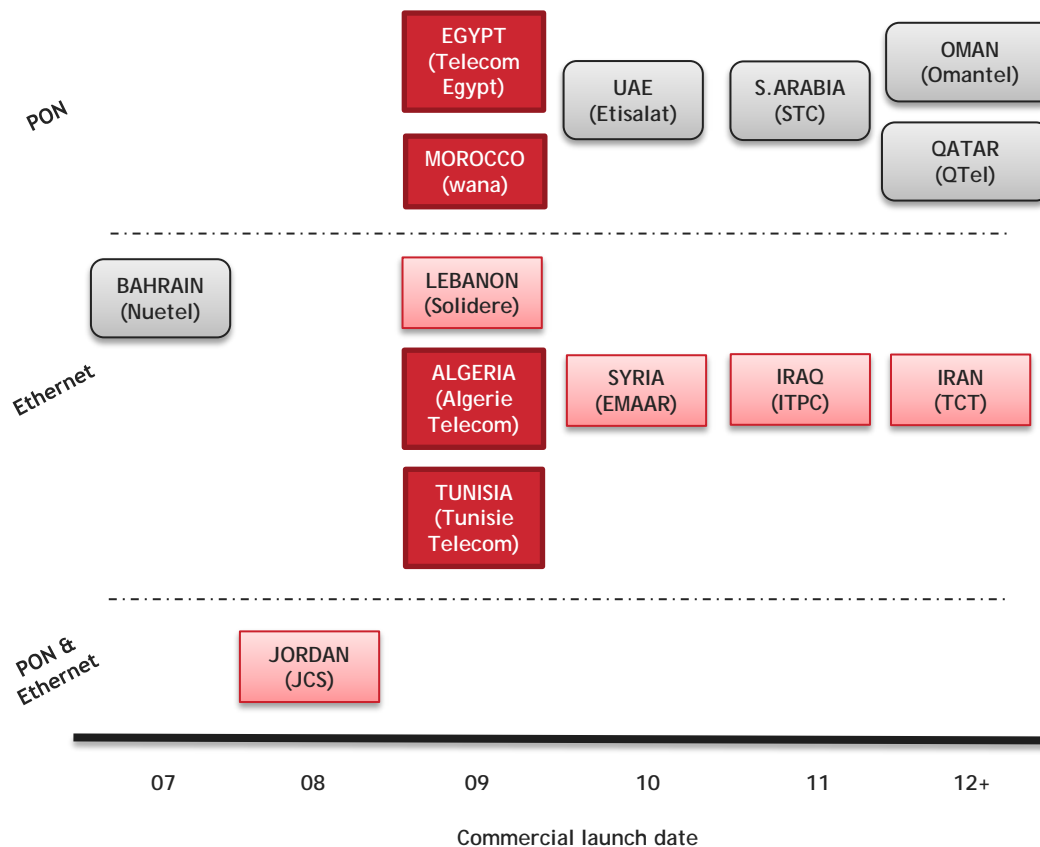 PON
EGYPT
(Telecom
Egypt)
MOROCCO
(wana)
UAE
(Etisalat)
S.ARABIA
(STC)
OMAN
(Omantel)
QATAR
(QTel)
Ethernet
BAHRAIN
(Nuetel)
LEBANON
(Solidere)
ALGERIA
(Algerie
Telecom)
TUNISIA
(Tunisie
Telecom)
SYRIA
(EMAAR)
IRAQ
(ITPC)
IRAN
(TCT)
PON &
Ethernet
JORDAN
(JCS)
07 08 09 10 11 12+
Commercial launch date